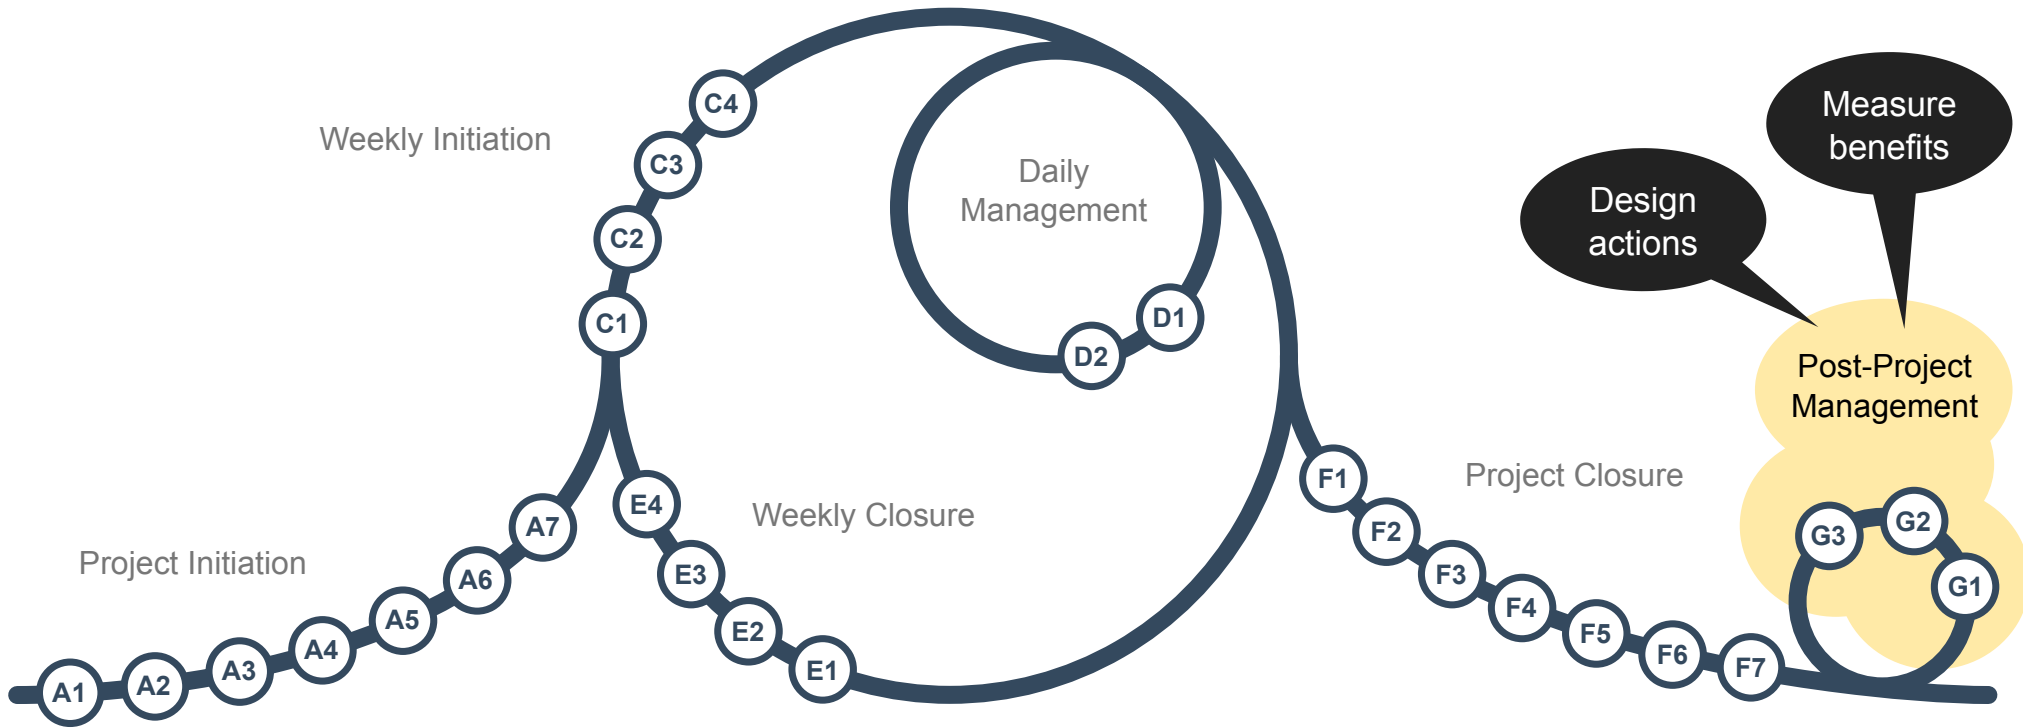 Project Initiation
A1
A2
A3
A4
A5
A6
A7
Weekly Initiation
C1
C2
C3
C4
Daily
Management
D1
D2
Weekly Closure
E1
E2
E3
E4
Project Closure
F1
F2
F3
F4
F5
F6
F7
Design
actions
Measure
benefits
Post-Project
Management
G1
G2
G3